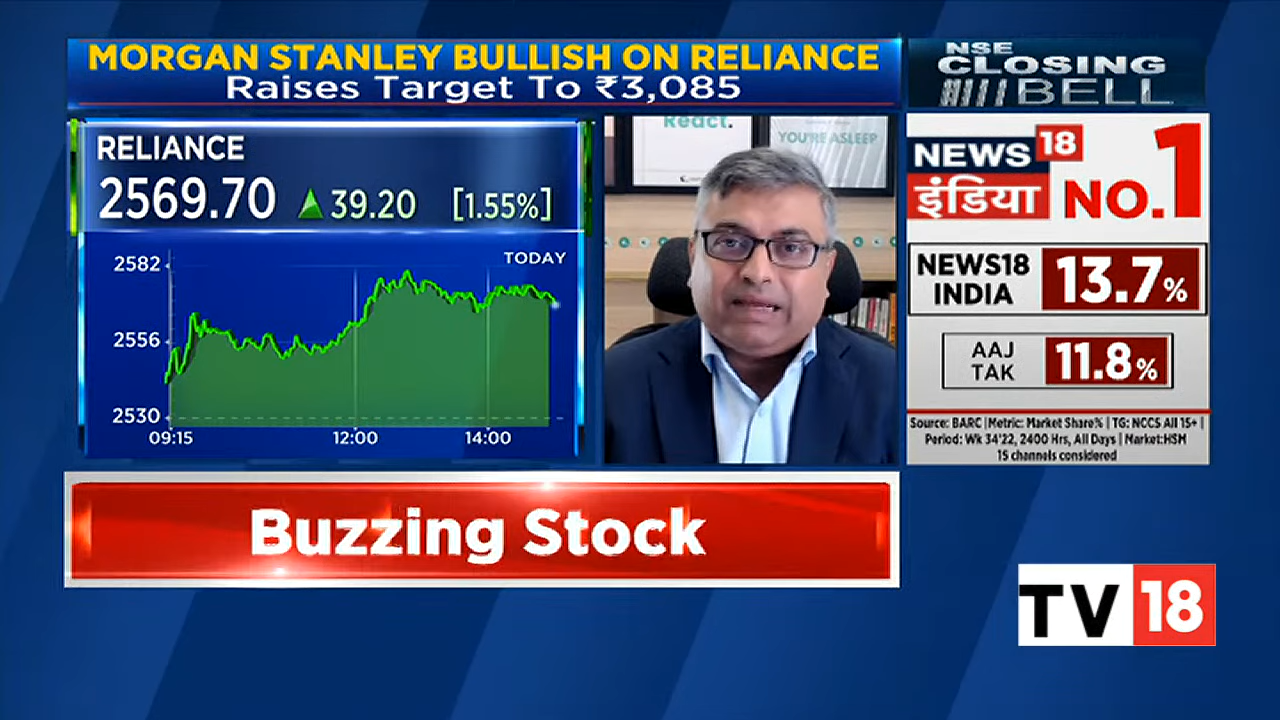 MORGAN STANLEY BULLISH ON RELIANCE
Raises Target To ₹3,085
NSE
CLOSING
BELL
RELIANCE
2569.70 ▲ 39.20 [1.55%]
TODAY
2582
2556
2530
09:15 12:00 14:00
React.
YOU'RE ASLEEP
NEWS 18
इंडिया
NO.1
NEWS18
INDIA
13.7%
AAJ
TAK
11.8%
Source: BARC |Metric: Market Share% | TG: NCCS All 15+ |
Period: Wk 34'22, 2400 Hrs, All Days | Market:HSM
15 channels considered
Buzzing Stock
TV18